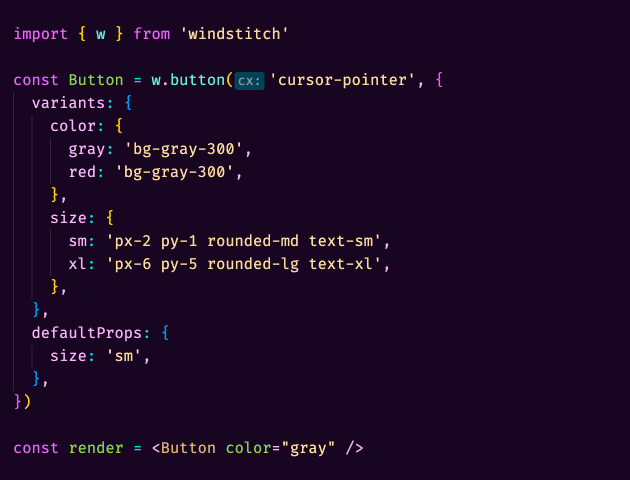 import { w } from 'windstitch'

const Button = w.button(cx: 'cursor-pointer', {
  variants: {
    color: {
      gray: 'bg-gray-300',
      red: 'bg-gray-300',
    },
    size: {
      sm: 'px-2 py-1 rounded-md text-sm',
      xl: 'px-6 py-5 rounded-lg text-xl',
    },
  },
  defaultProps: {
    size: 'sm',
  },
})

const render = <Button color="gray" />